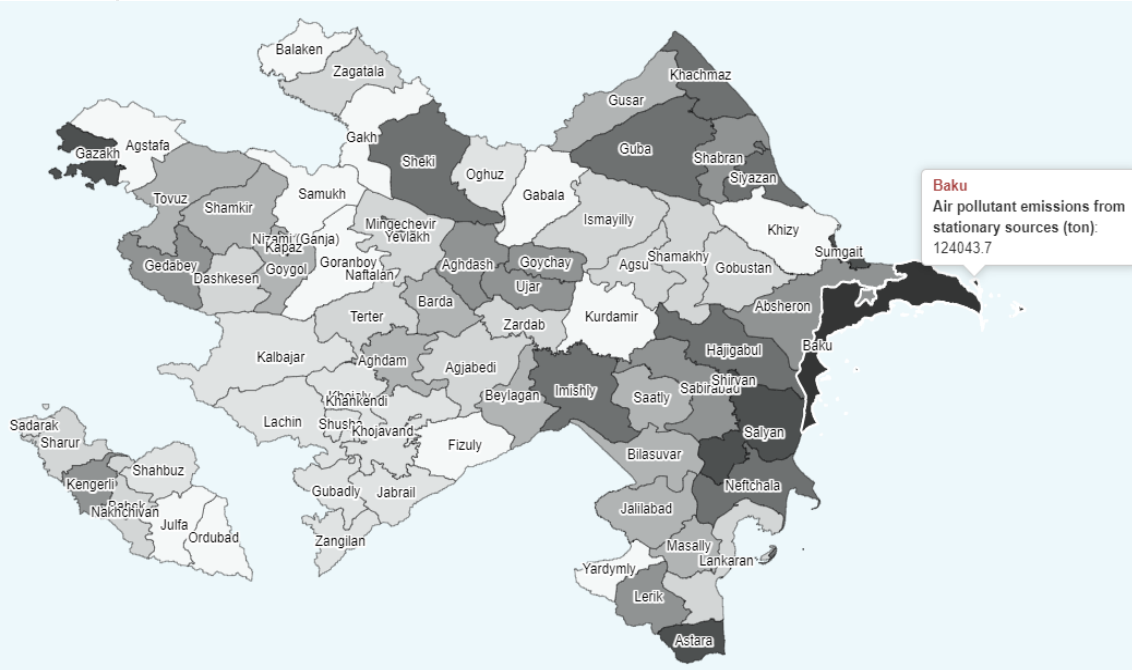 Balaken
Zagatala
Khachmaz
Gusar
Gakh
Agstafa
Gazakh
Sheki
Guba
Shabran
Oghuz
Siyazan
Baku
Air pollutant emissions from
stationary sources (ton):
124043.7
Samukh
Gabala
Tovuz
Shamkir
Ismayilly
Mingechevir
Yevlakh
Khizy
Nizami (Ganja)
Kapaz
Sumgait
Gedabey
Dashkesen
Goygol
Goranboy
Naftalan
Aghdash
Goychay
Agsu
Shamakhy
Gobustan
Ujar
Barda
Absheron
Terter
Zardab
Kurdamir
Baku
Hajigabul
Kalbajar
Aghdam
Agjabedi
Shirvan
Sabirabad
Imishly
Beylagan
Saatly
Khankendi
Lachin
Shusha
Khojavand
Salyan
Sadarak
Sharur
Fizuly
Bilasuvar
Shahbuz
Kengerli
Gubadly
Jabrail
Neftchala
Nakhchivan
Jalilabad
Julfa
Ordubad
Zangilan
Masally
Lankaran
Yardymly
Lerik
Astara